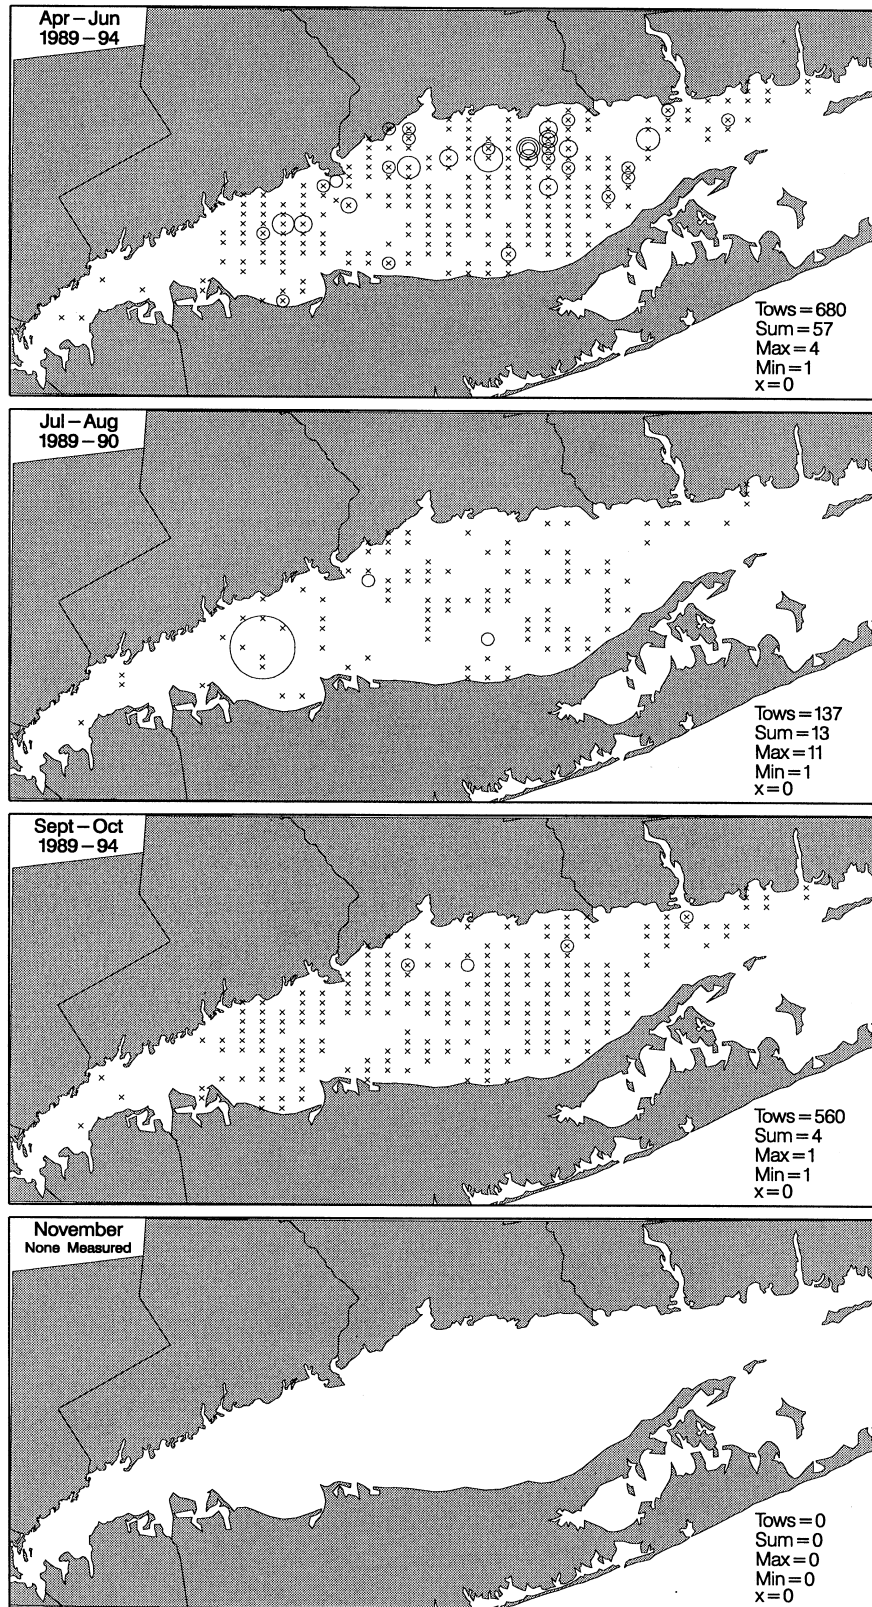 Apr – Jun
1989 – 94
Tows = 680
Sum = 57
Max = 4
Min = 1
x = 0
Jul – Aug
1989 – 90
Tows = 137
Sum = 13
Max = 11
Min = 1
x = 0
Sept – Oct
1989 – 94
Tows = 560
Sum = 4
Max = 1
Min = 1
x = 0
November
None Measured
Tows = 0
Sum = 0
Max = 0
Min = 0
x = 0